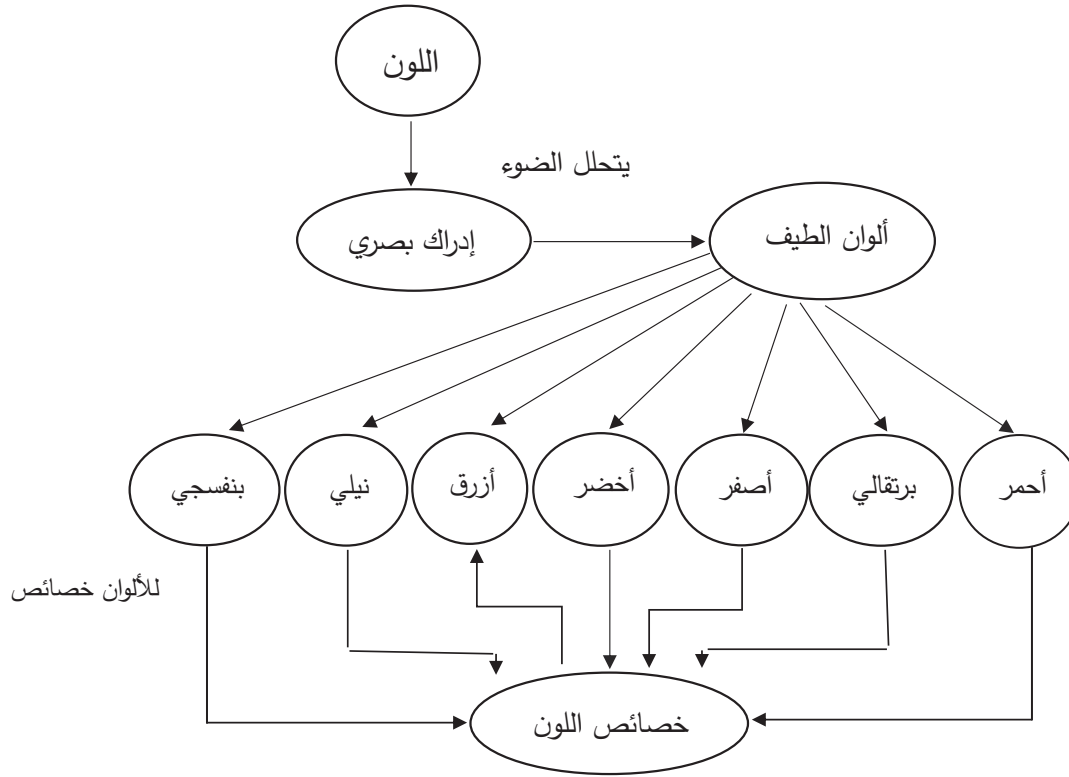 اللون
يتحلل الضوء
إدراك بصري
ألوان الطيف
أحمر
برتقالي
أصفر
أخضر
أزرق
نيلي
بنفسجي
للألوان خصائص
خصائص اللون